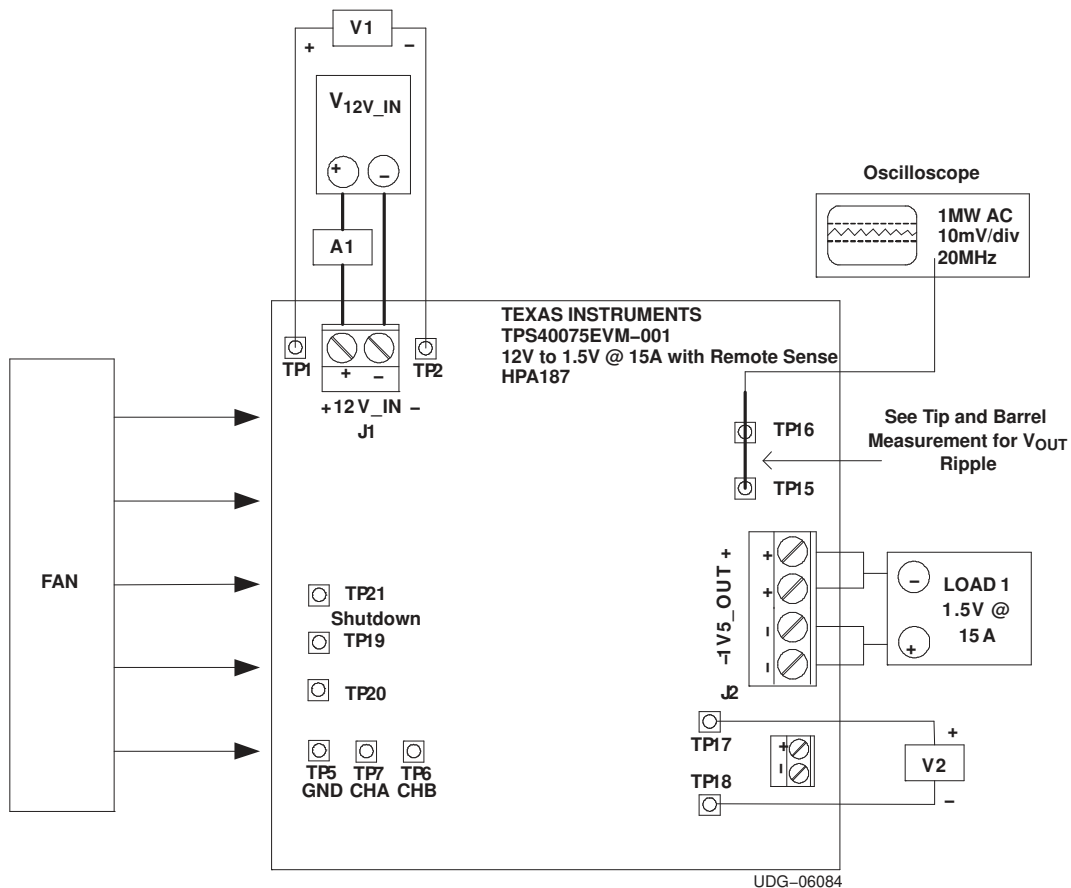 V1
+ −
V12V_IN
+ −
A1
Oscilloscope
1MW AC
10mV/div
20MHz
TEXAS INSTRUMENTS
TPS40075EVM−001
12V to 1.5V @ 15A with Remote Sense
HPA187
TP1
TP2
+ −
+12 V_IN −
J1
See Tip and Barrel
Measurement for VOUT
Ripple
TP16
TP15
FAN
TP21
Shutdown
TP19
TP20
TP5
GND
TP7
CHA
TP6
CHB
−1V5_OUT +
+
+
−
−
J2
−
+
LOAD 1
1.5V @
15 A
TP17
TP18
+
−
+
V2
−
UDG−06084